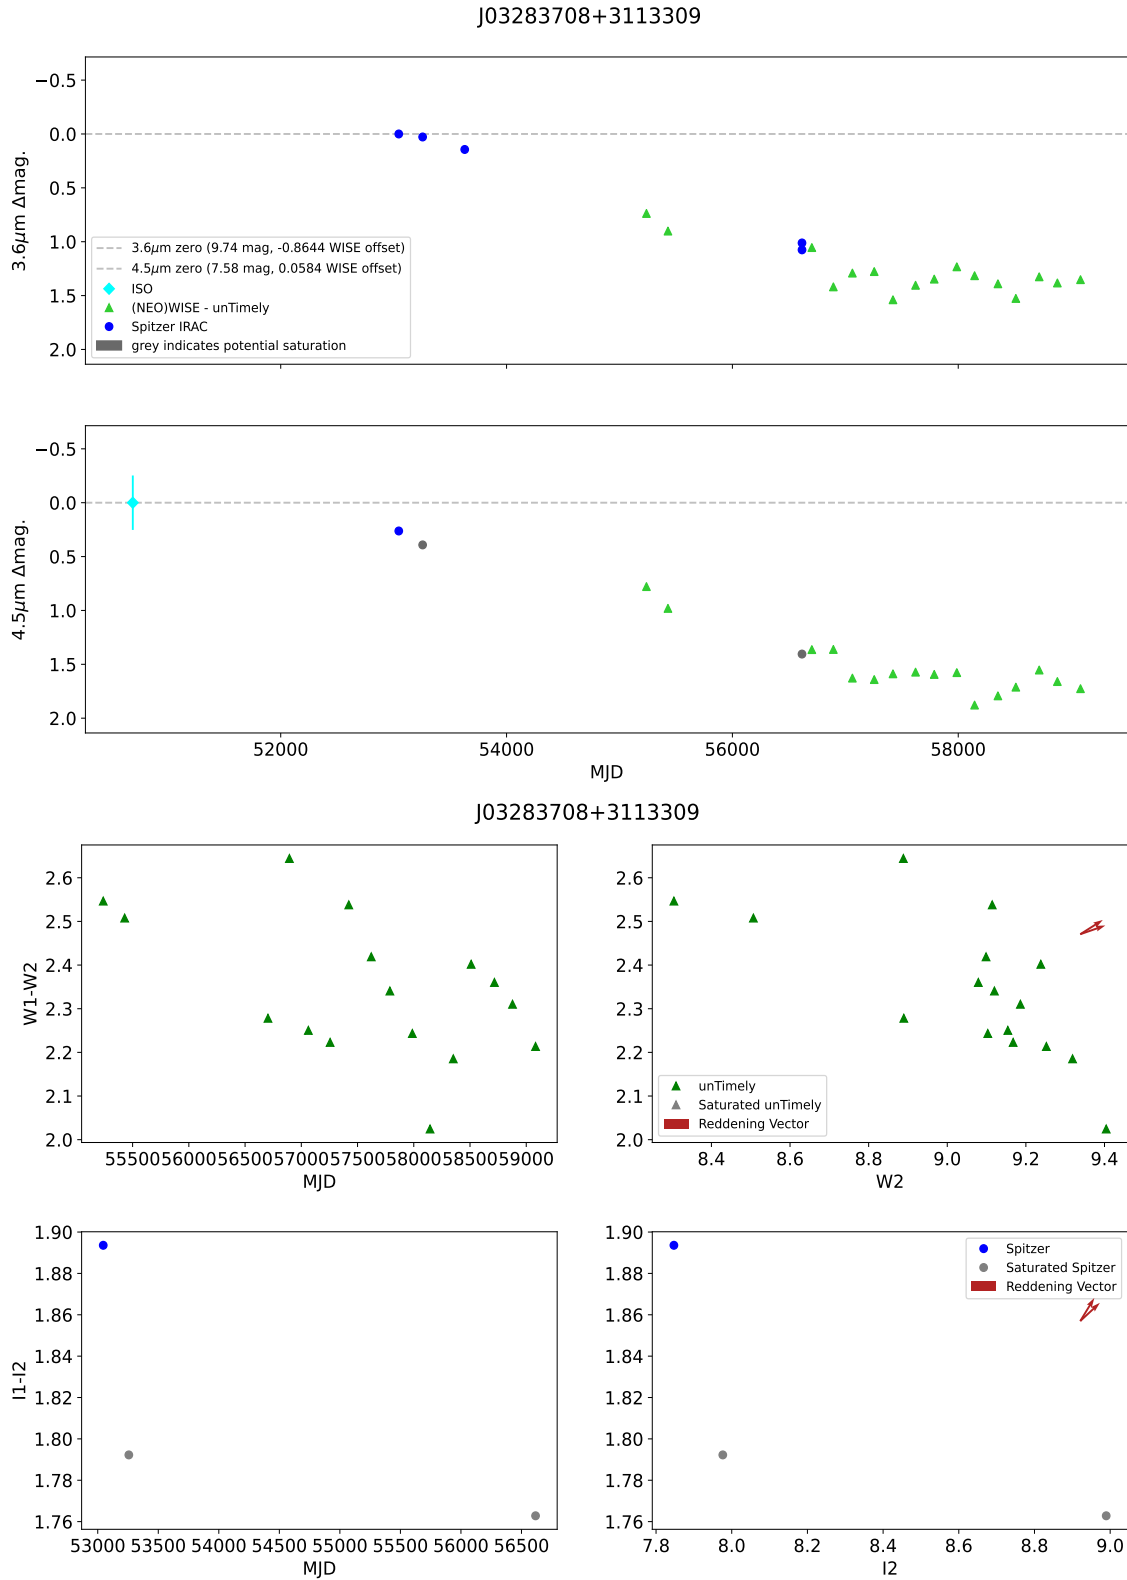 J03283708+3113309
−0.5
0.0
0.5
1.0
1.5
2.0
3.6μm Δmag.
3.6μm zero (9.74 mag, -0.8644 WISE offset)
4.5μm zero (7.58 mag, 0.0584 WISE offset)
ISO
(NEO)WISE - unTimely
Spitzer IRAC
grey indicates potential saturation
−0.5
0.0
0.5
1.0
1.5
2.0
4.5μm Δmag.
52000 54000 56000 58000
MJD
J03283708+3113309
2.6
2.5
2.4
2.3
2.2
2.1
2.0
W1-W2
55500 56000 56500 57000 57500 58000 58500 59000
MJD
2.6
2.5
2.4
2.3
2.2
2.1
2.0
unTimely
Saturated unTimely
Reddening Vector
8.4 8.6 8.8 9.0 9.2 9.4
W2
1.90
1.88
1.86
1.84
1.82
1.80
1.78
1.76
I1-I2
53000 53500 54000 54500 55000 55500 56000 56500
MJD
1.90
1.88
1.86
1.84
1.82
1.80
1.78
1.76
Spitzer
Saturated Spitzer
Reddening Vector
7.8 8.0 8.2 8.4 8.6 8.8 9.0
I2